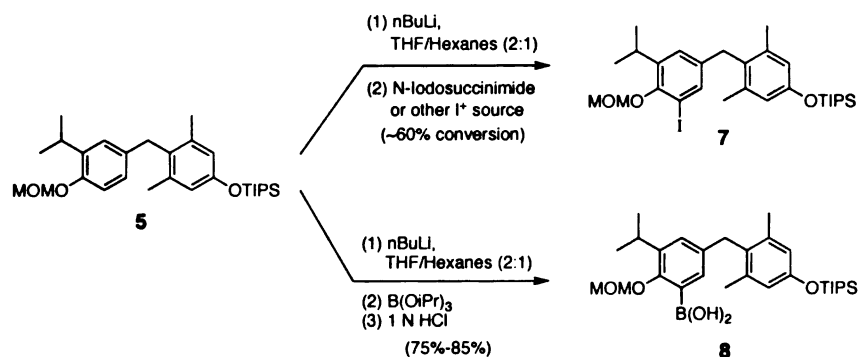 (1) nBuLi,
THF/Hexanes (2:1)
(2) N-Iodosuccinimide
or other I⁺ source
(~60% conversion)
MOMO
I
OTIPS
7
MOMO
OTIPS
5
(1) nBuLi,
THF/Hexanes (2:1)
(2) B(OiPr)₃
(3) 1 N HCl
(75%-85%)
MOMO
B(OH)₂
OTIPS
8